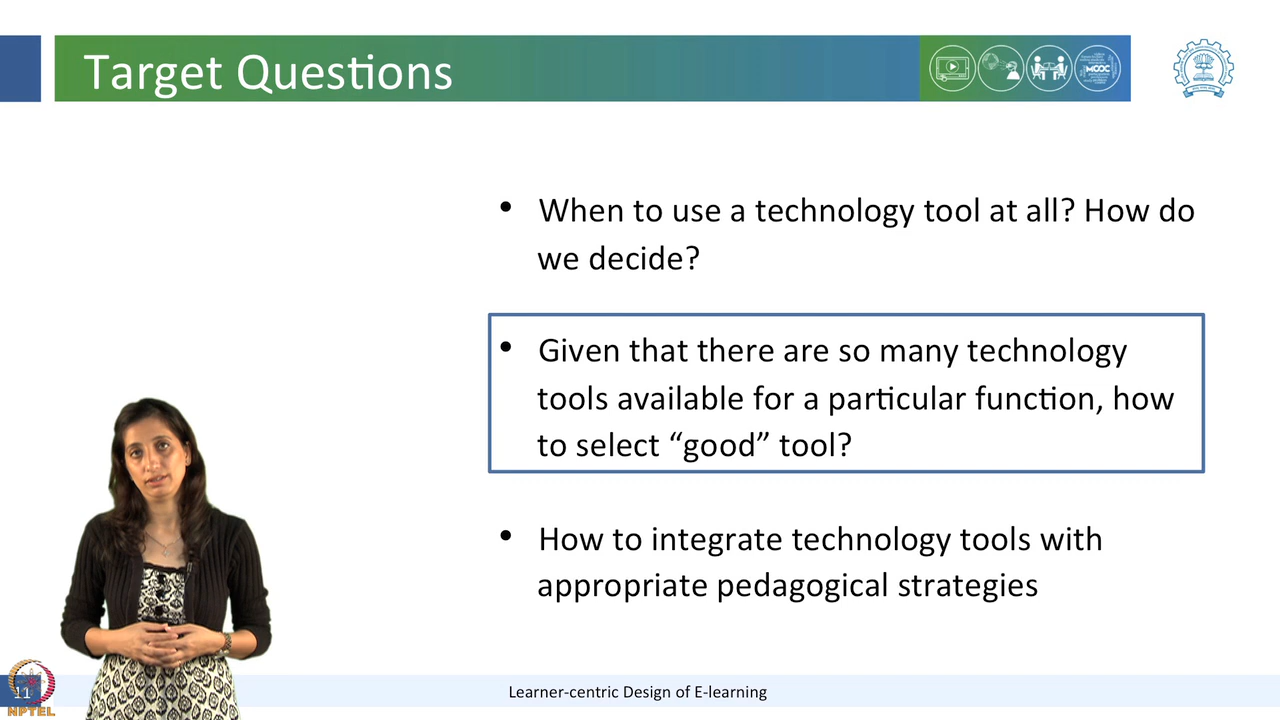 Target Questions
MOOC
• When to use a technology tool at all? How do
we decide?
• Given that there are so many technology
tools available for a particular function, how
to select “good” tool?
• How to integrate technology tools with
appropriate pedagogical strategies
11
NPTEL
Learner-centric Design of E-learning